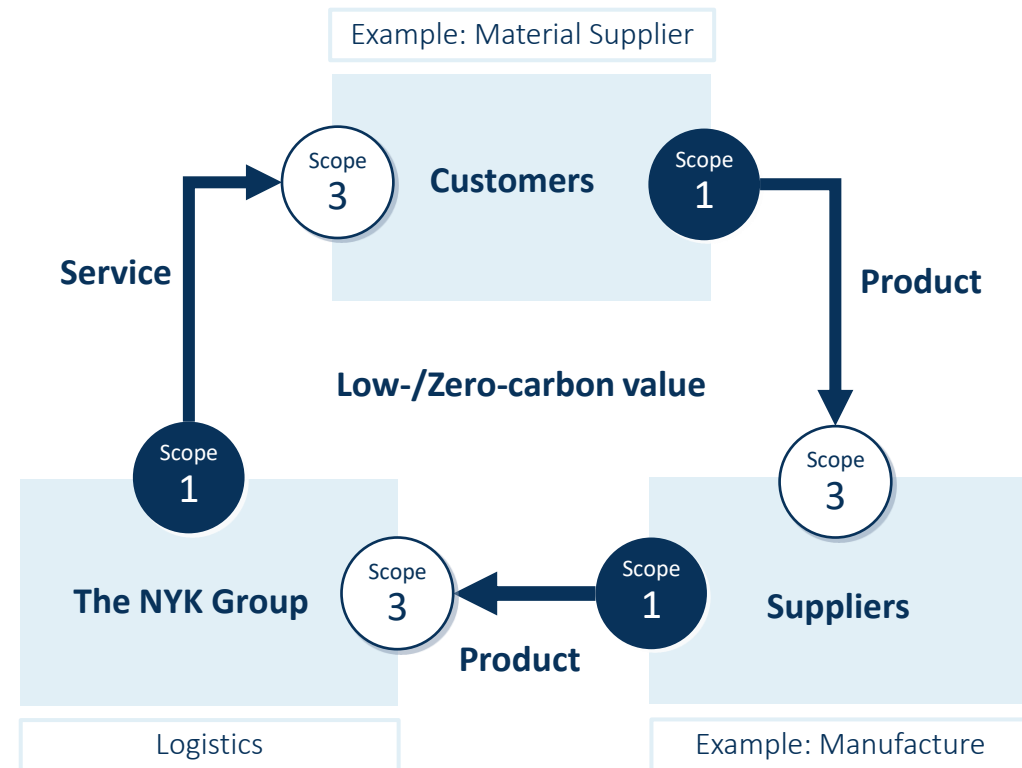 Example: Material Supplier
Scope
3
Customers
Scope
1
Service
Product
Low-/Zero-carbon value
Scope
1
Scope
3
The NYK Group
Scope
3
Scope
1
Suppliers
Product
Logistics
Example: Manufacture